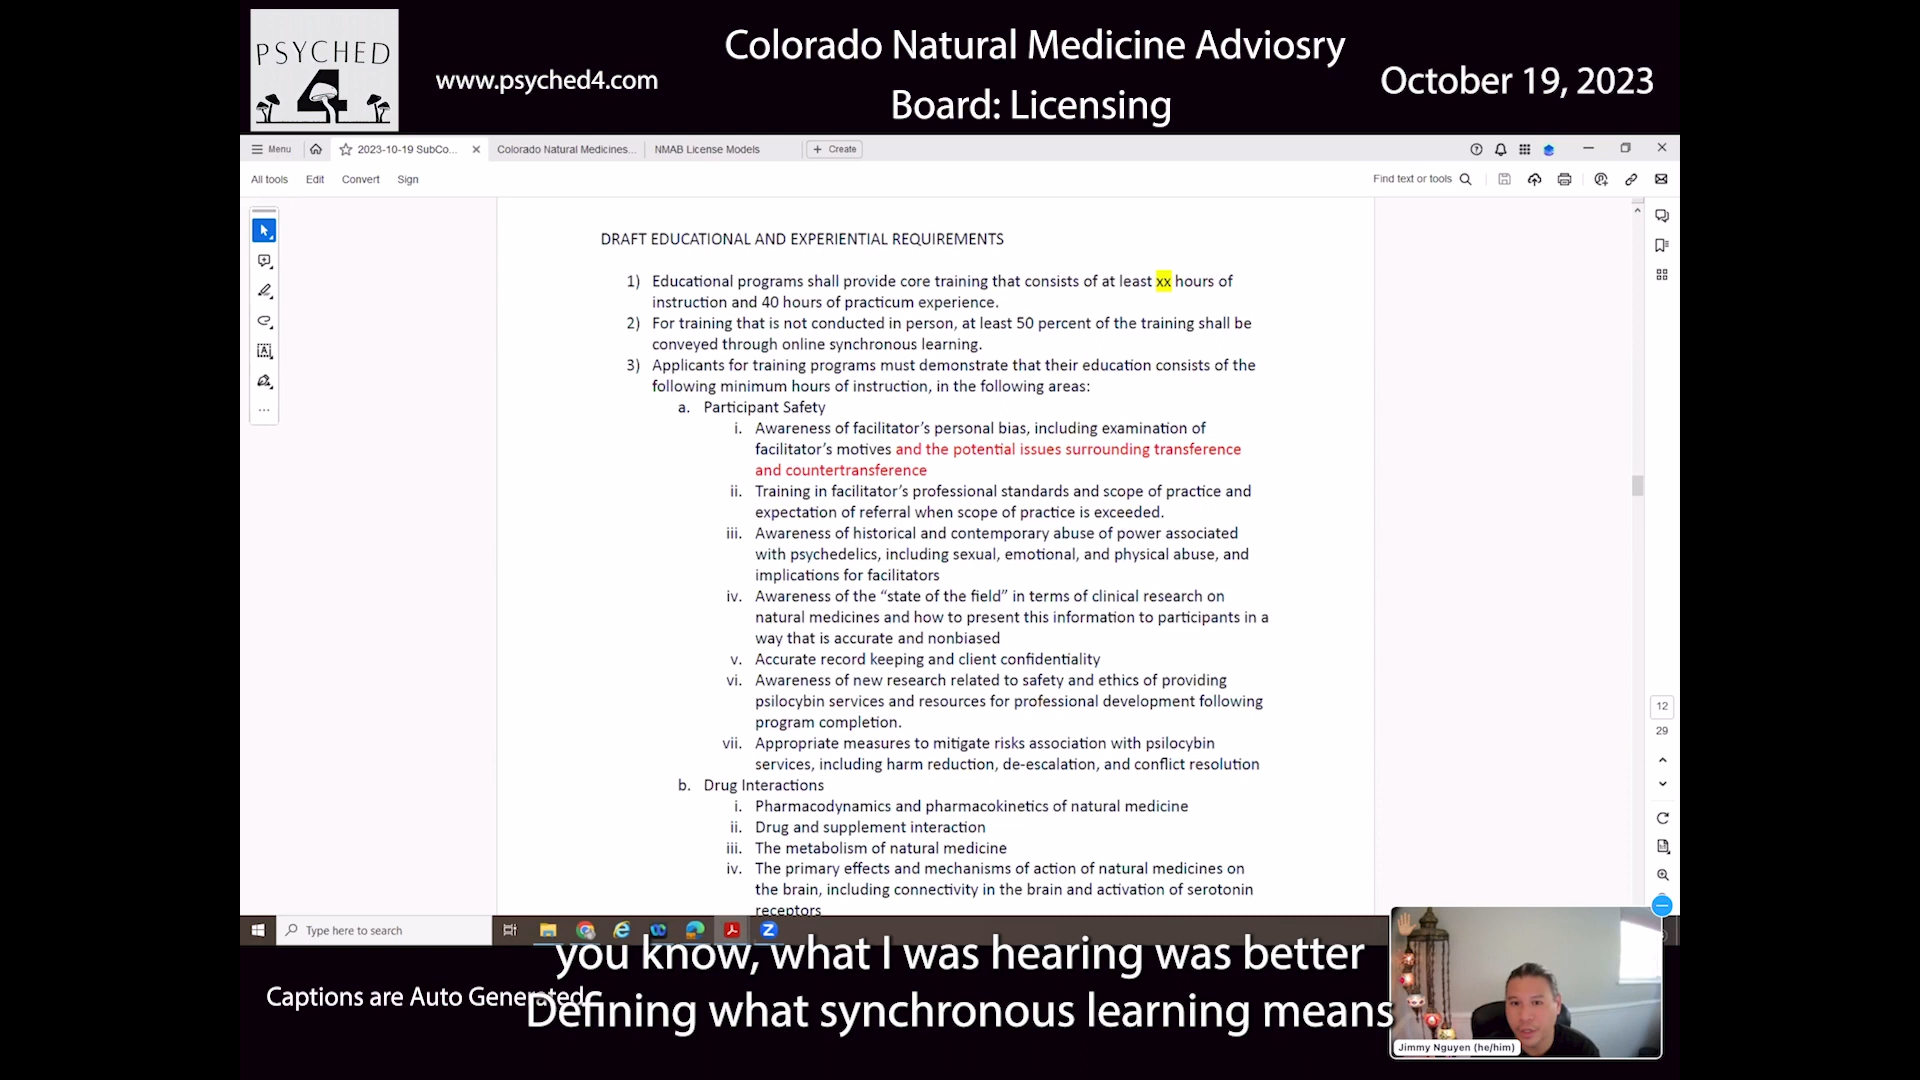 PSYCHED
4
www.psyched4.com
Colorado Natural Medicine Adviosry
Board: Licensing
October 19, 2023
Menu
2023-10-19 SubCo...
Colorado Natural Medicines...
NMAB License Models
+ Create
All tools
Edit
Convert
Sign
Find text or tools
DRAFT EDUCATIONAL AND EXPERIENTIAL REQUIREMENTS
1) Educational programs shall provide core training that consists of at least xx hours of
instruction and 40 hours of practicum experience.
2) For training that is not conducted in person, at least 50 percent of the training shall be
conveyed through online synchronous learning.
3) Applicants for training programs must demonstrate that their education consists of the
following minimum hours of instruction, in the following areas:
a. Participant Safety
i. Awareness of facilitator’s personal bias, including examination of
facilitator’s motives and the potential issues surrounding transference
and countertransference
ii. Training in facilitator’s professional standards and scope of practice and
expectation of referral when scope of practice is exceeded.
iii. Awareness of historical and contemporary abuse of power associated
with psychedelics, including sexual, emotional, and physical abuse, and
implications for facilitators
iv. Awareness of the “state of the field” in terms of clinical research on
natural medicines and how to present this information to participants in a
way that is accurate and nonbiased
v. Accurate record keeping and client confidentiality
vi. Awareness of new research related to safety and ethics of providing
psilocybin services and resources for professional development following
program completion.
vii. Appropriate measures to mitigate risks association with psilocybin
services, including harm reduction, de-escalation, and conflict resolution
b. Drug Interactions
i. Pharmacodynamics and pharmacokinetics of natural medicine
ii. Drug and supplement interaction
iii. The metabolism of natural medicine
iv. The primary effects and mechanisms of action of natural medicines on
the brain, including connectivity in the brain and activation of serotonin
receptors
12
29
Type here to search
you know, what I was hearing was better
Defining what synchronous learning means
Captions are Auto Generated
Jimmy Nguyen (he/him)